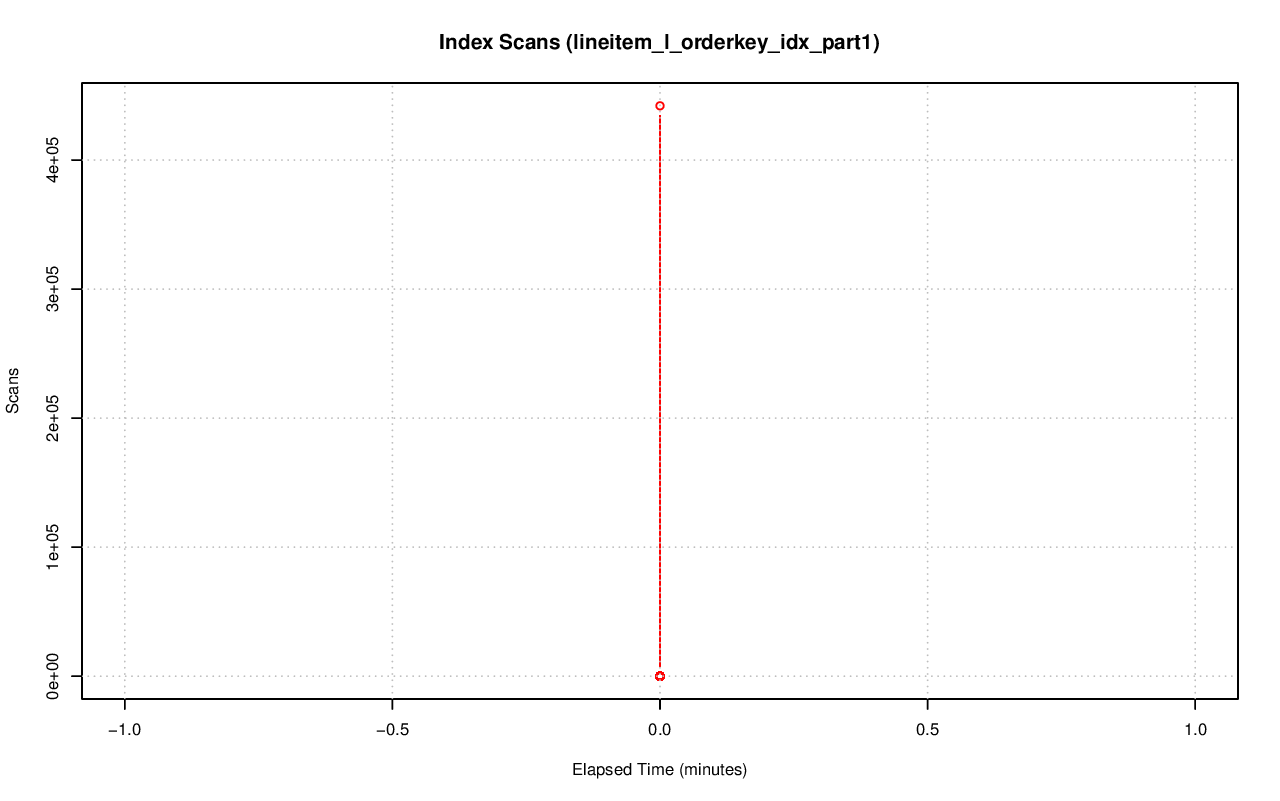 Index Scans (lineitem_l_orderkey_idx_part1)
Scans
4e+05
3e+05
2e+05
1e+05
0e+00
−1.0
−0.5
0.0
0.5
1.0
Elapsed Time (minutes)